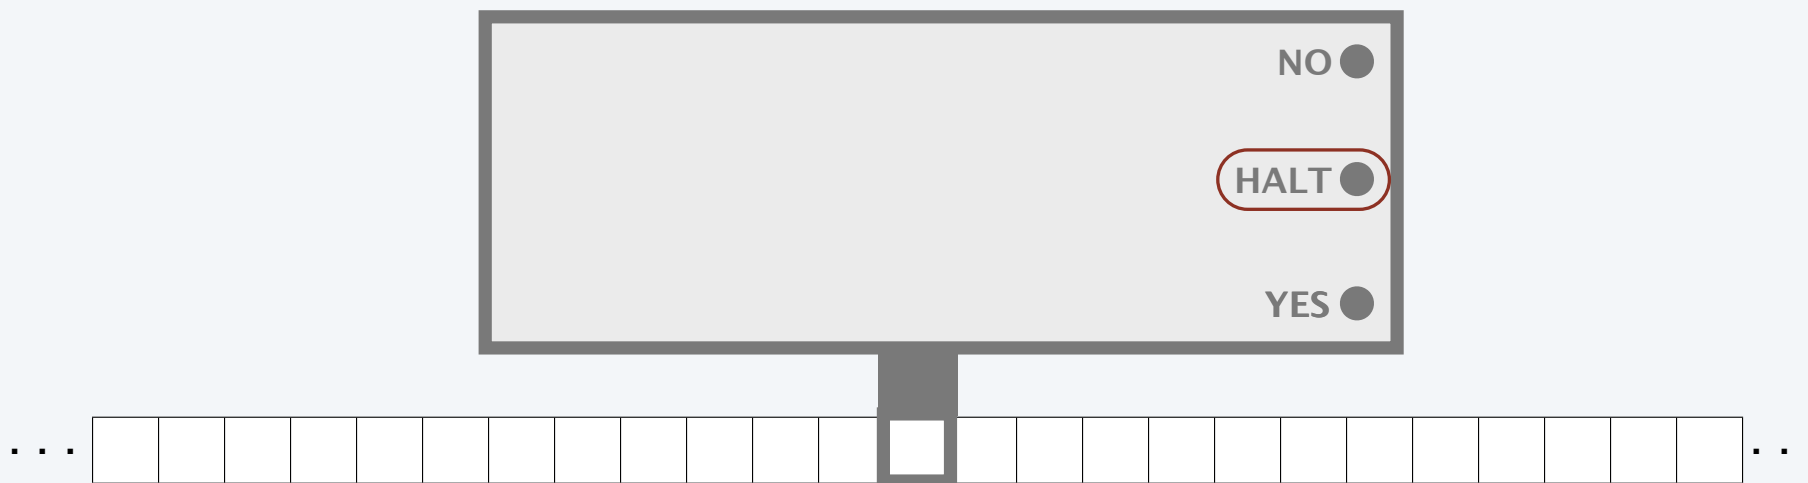 NO
HALT
YES
. . .
. .